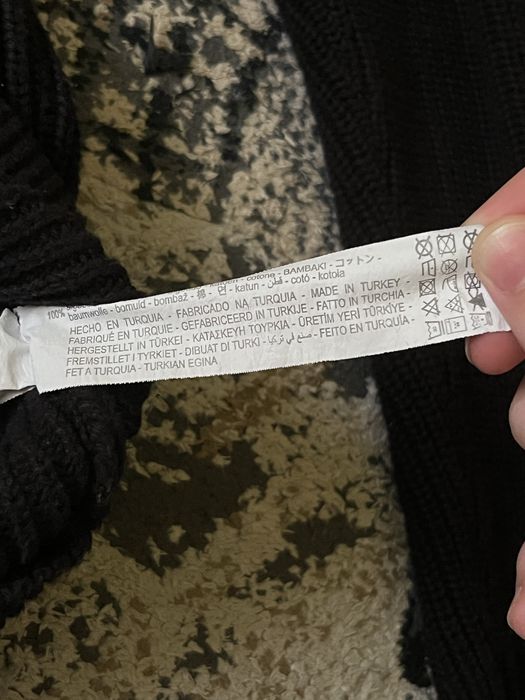 cotone - BAMBAKI - コットン -
100% baumwolle - bomuld - bombaž - 棉 - 면 - katun - قطن - cotó - kotola
HECHO EN TURQUIA - FABRICADO NA TURQUIA - MADE IN TURKEY
FABRIQUÉ EN TURQUIE - GEFABRICEERD IN TURKIJE - FATTO IN TURCHIA -
HERGESTELLT IN TÜRKEI - ΚΑΤΑΣΚΕΥΗ ΤΟΥΡΚΙΑ - ÜRETİM YERİ TÜRKİYE -
FREMSTILLET I TYRKIET - DIBUAT DI TURKI - صنع في تركيا - FEITO EN TURQUÍA -
FET A TURQUIA - TURKIAN EGINA